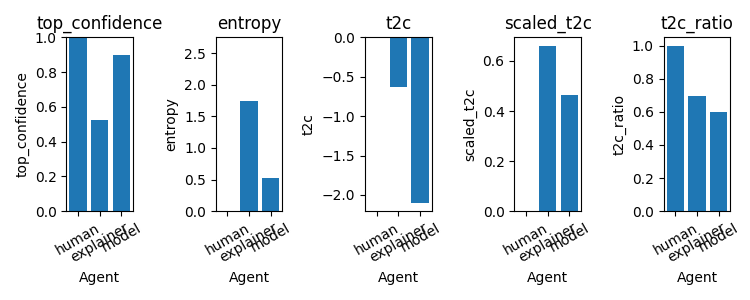 top_confidence
top_confidence
1.0
0.8
0.6
0.4
0.2
0.0
human
explainer
model
Agent
entropy
entropy
2.5
2.0
1.5
1.0
0.5
0.0
human
explainer
model
Agent
t2c
t2c
0.0
−0.5
−1.0
−1.5
−2.0
human
explainer
model
Agent
scaled_t2c
scaled_t2c
0.6
0.4
0.2
0.0
human
explainer
model
Agent
t2c_ratio
t2c_ratio
1.0
0.8
0.6
0.4
0.2
0.0
human
explainer
model
Agent